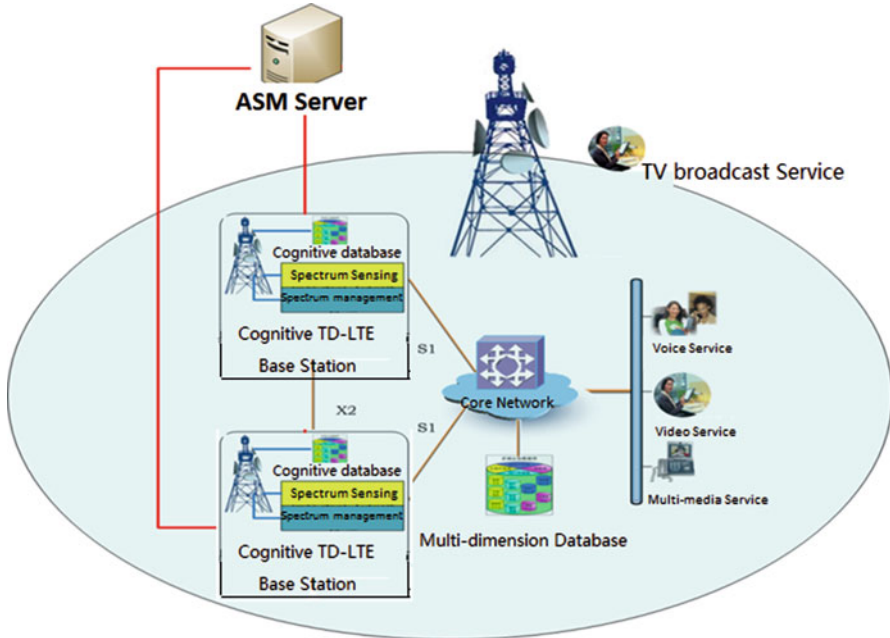 ASM Server
TV broadcast Service
Cognitive database
Spectrum Sensing
Spectrum management
Cognitive TD-LTE
Base Station
S1
X2
S1
Core Network
Voice Service
Video Service
Multi-media Service
Cognitive database
Spectrum Sensing
Spectrum management
Cognitive TD-LTE
Base Station
Multi-dimension Database